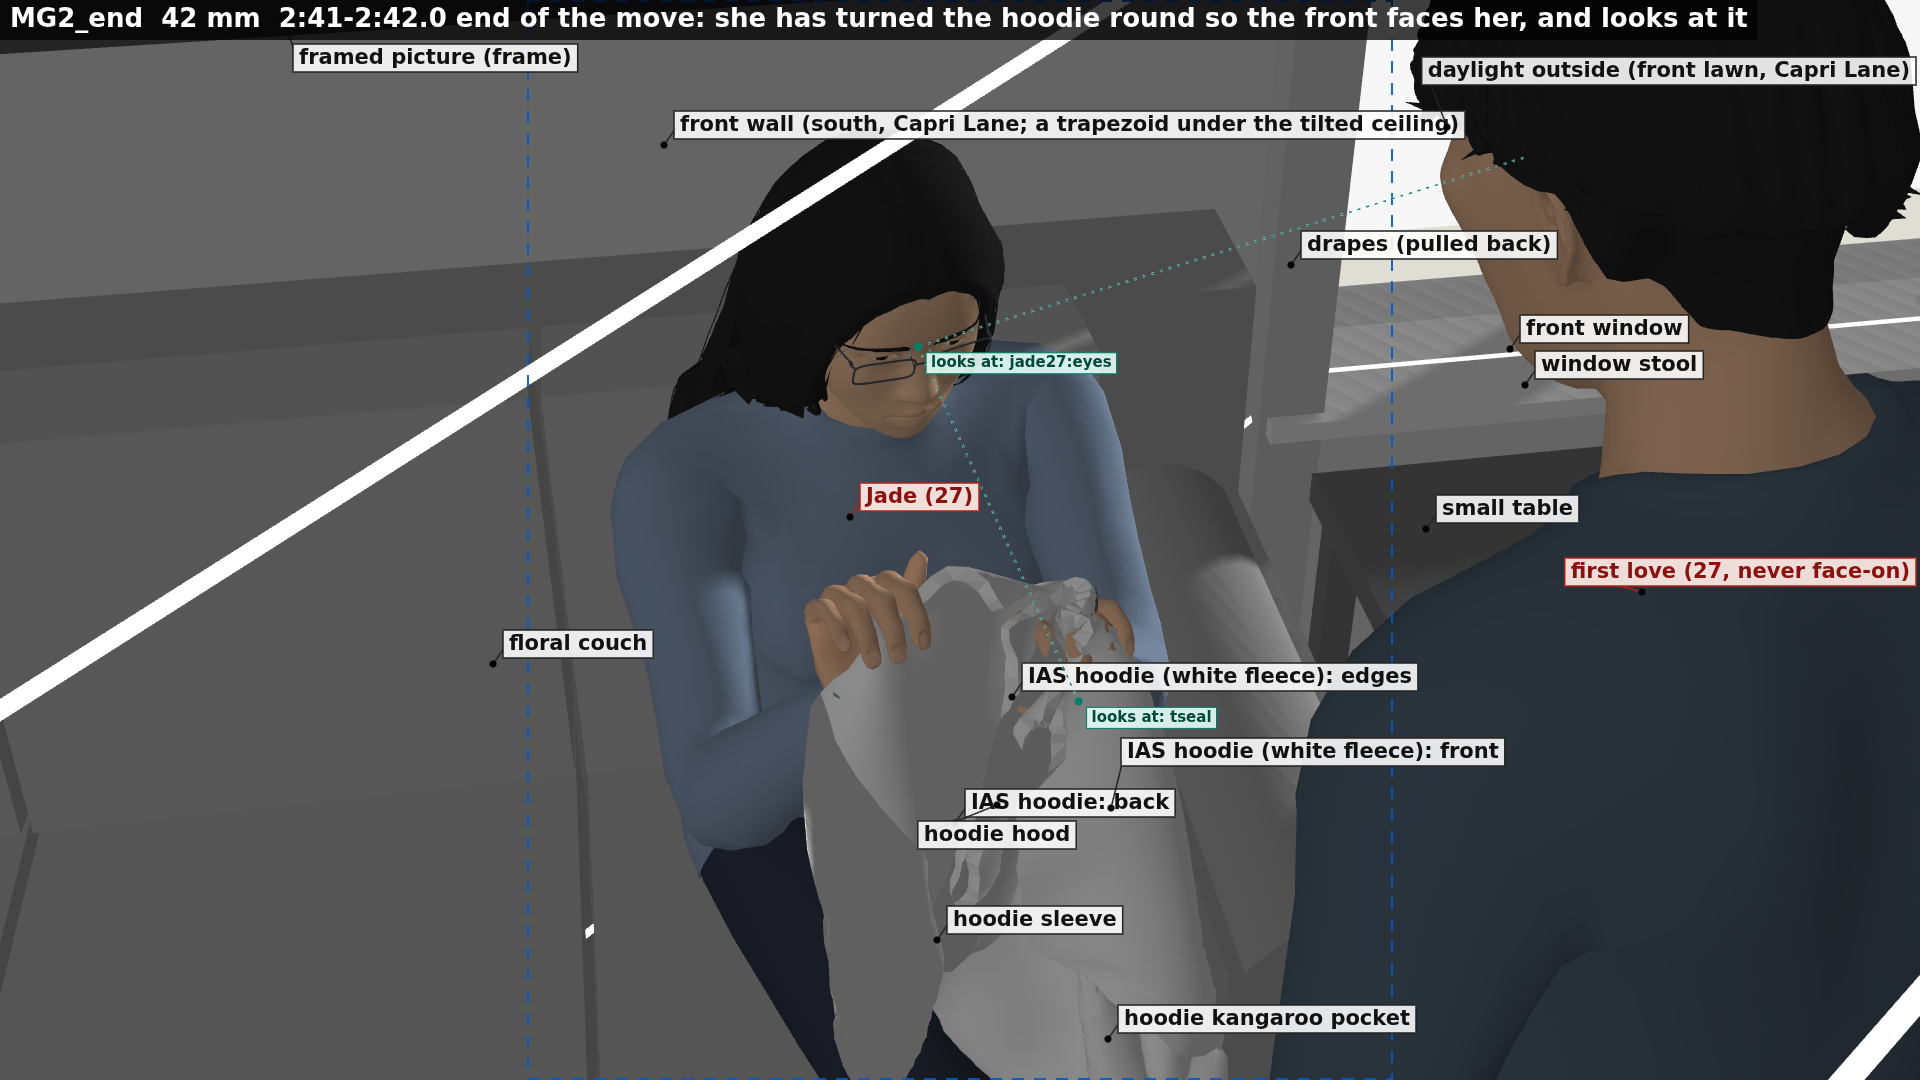 MG2_end  42 mm  2:41-2:42.0 end of the move: she has turned the hoodie round so the front faces her, and looks at it
framed picture (frame)
daylight outside (front lawn, Capri Lane)
front wall (south, Capri Lane; a trapezoid under the tilted ceiling)
drapes (pulled back)
front window
looks at: jade27:eyes
window stool
Jade (27)
small table
first love (27, never face-on)
floral couch
IAS hoodie (white fleece): edges
looks at: tseal
IAS hoodie (white fleece): front
IAS hoodie: back
hoodie hood
hoodie sleeve
hoodie kangaroo pocket